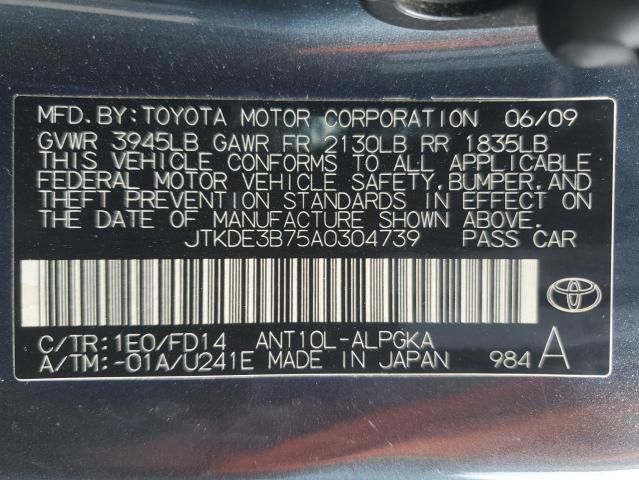 MFD. BY: TOYOTA MOTOR CORPORATION 06/09
GVWR 3945LB GAWR FR 2130LB RR 1835LB
THIS VEHICLE CONFORMS TO ALL APPLICABLE
FEDERAL MOTOR VEHICLE SAFETY, BUMPER, AND
THEFT PREVENTION STANDARDS IN EFFECT ON
THE DATE OF MANUFACTURE SHOWN ABOVE.
JTKDE3B75A0304739 PASS CAR
C/TR: 1E0/FD14 ANT10L-ALPGKA
A/TM: -01A/U241E MADE IN JAPAN 984 A